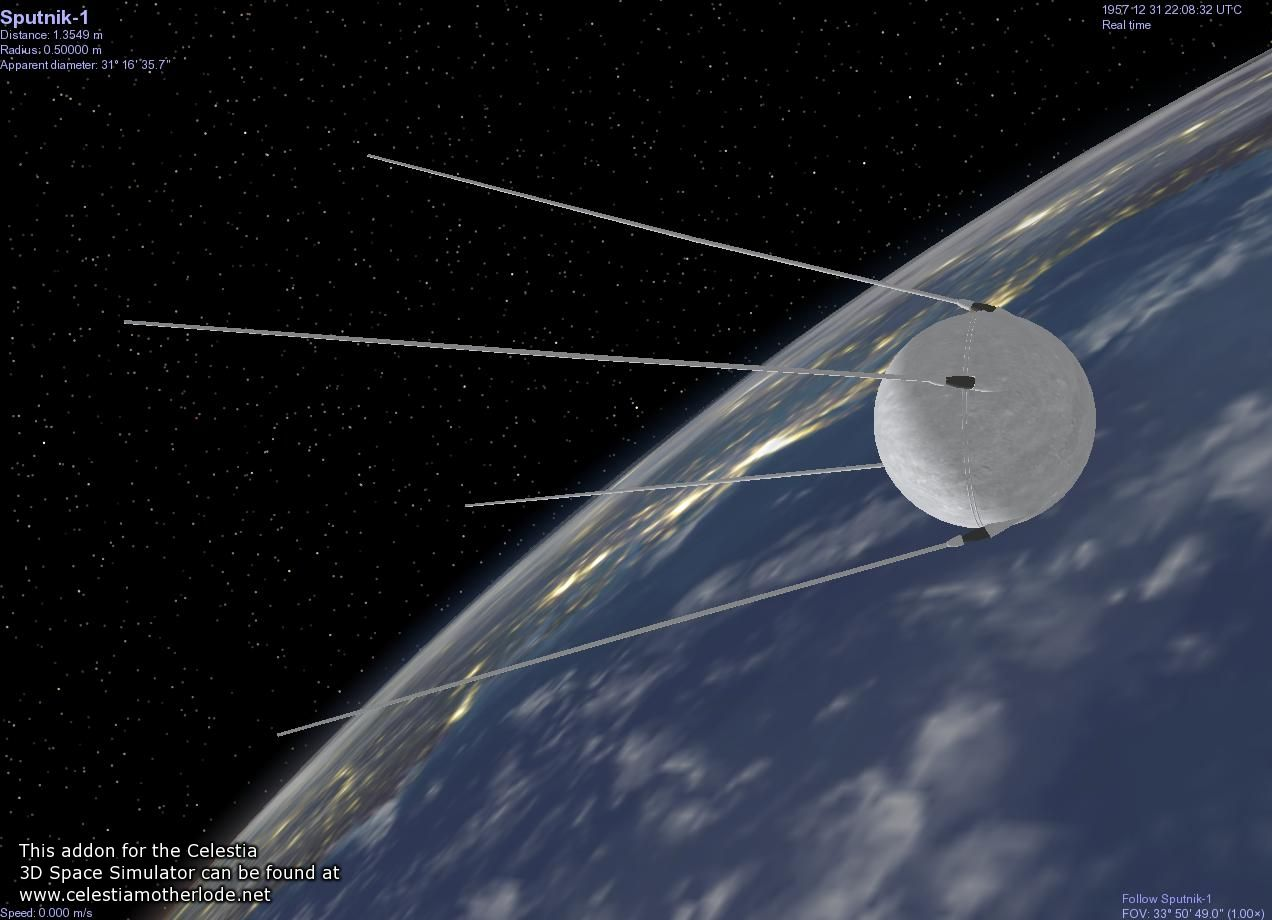 Sputnik-1
Distance: 1.3549 m
Radius: 0.50000 m
Apparent diameter: 31° 16' 35.7"
1957 12 31 22:08:32 UTC
Real time
This addon for the Celestia
3D Space Simulator can be found at
www.celestiamotherlode.net
Speed: 0.000 m/s
Follow Sputnik-1
FOV: 33° 50' 49.0" (1.00×)